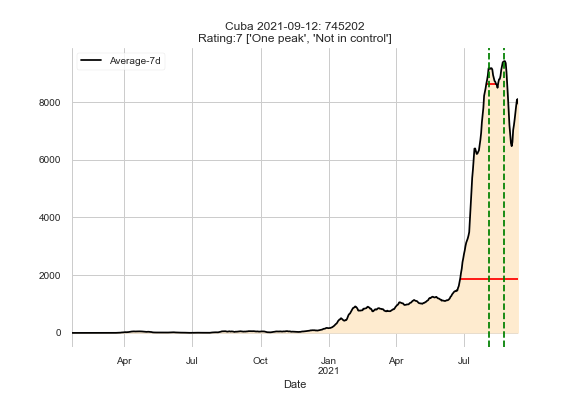 Cuba 2021-09-12: 745202
Rating:7 ['One peak', 'Not in control']
Average-7d
8000
6000
4000
2000
0
Apr Jul Oct Jan Apr Jul
2021
Date